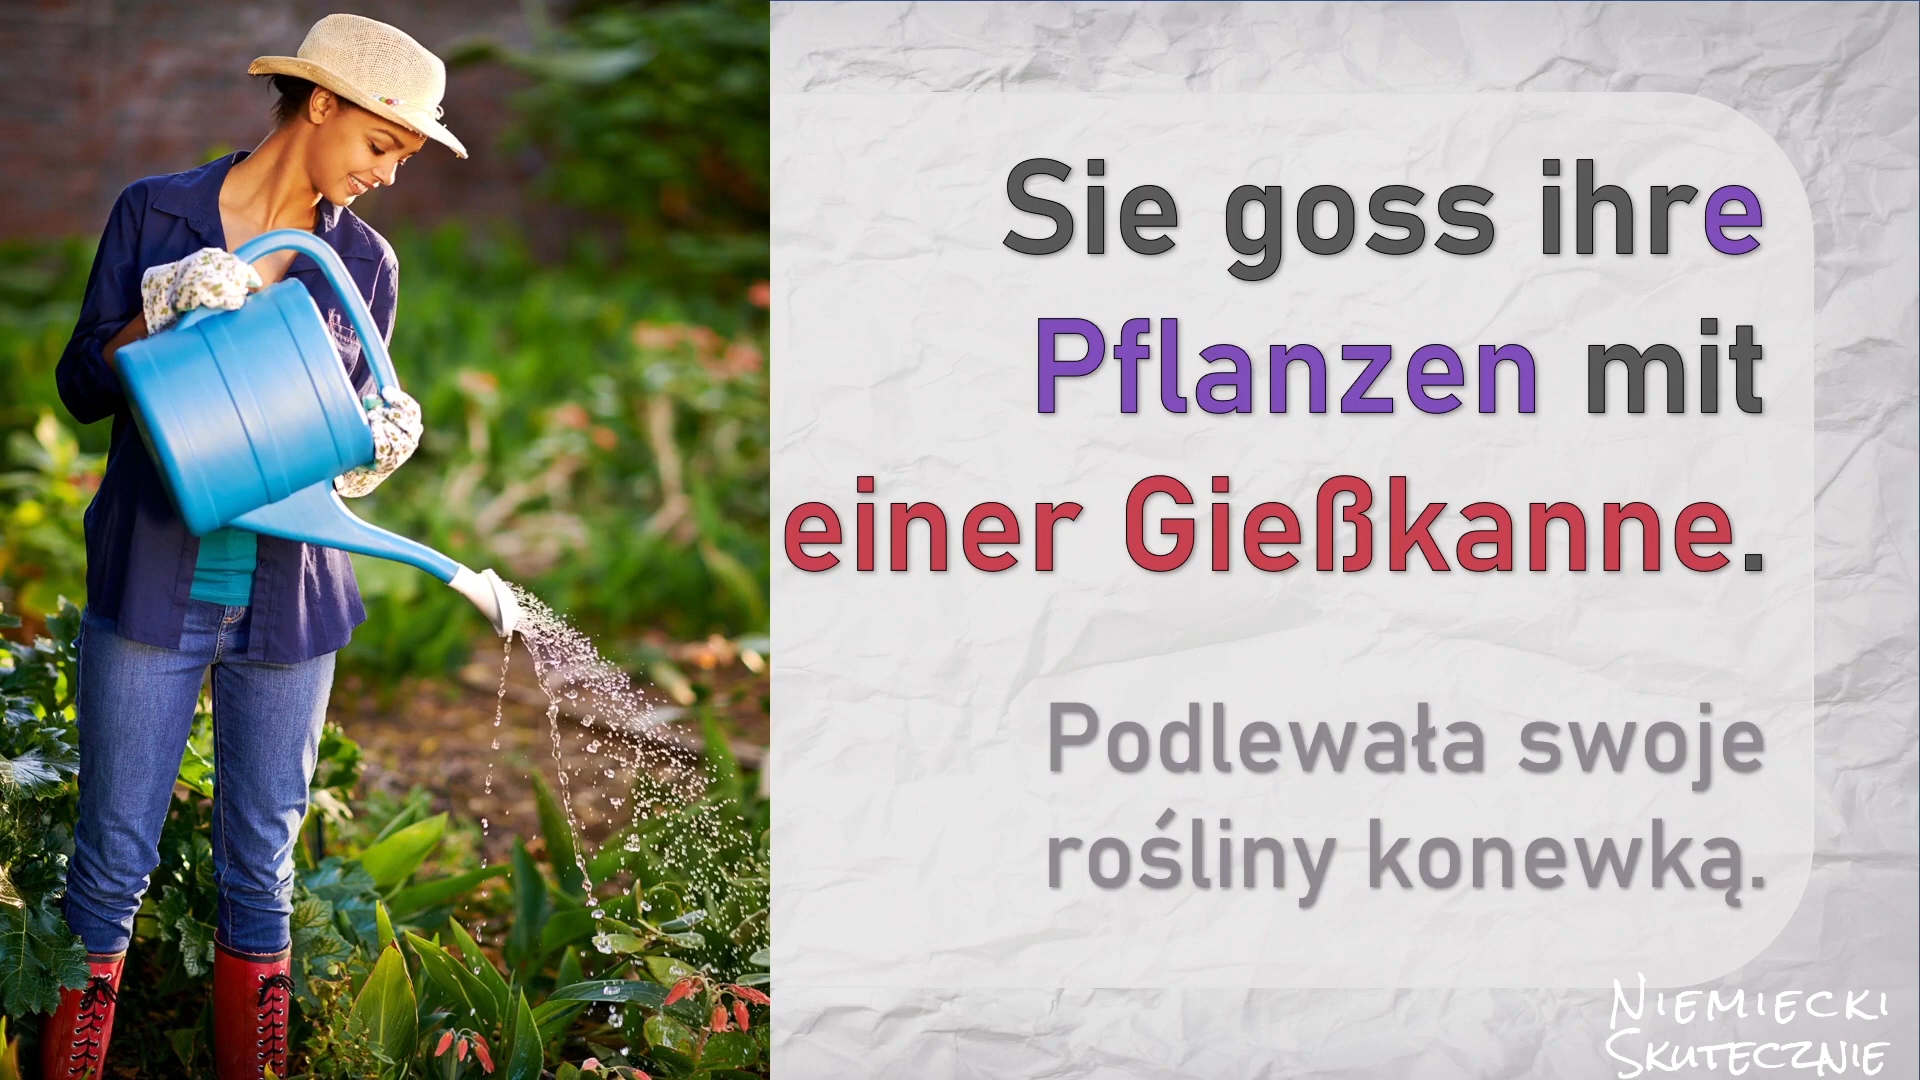 Sie goss ihre
Pflanzen mit
einer Gießkanne.
Podlewała swoje
rośliny konewką.
Niemiecki
Skutecznie